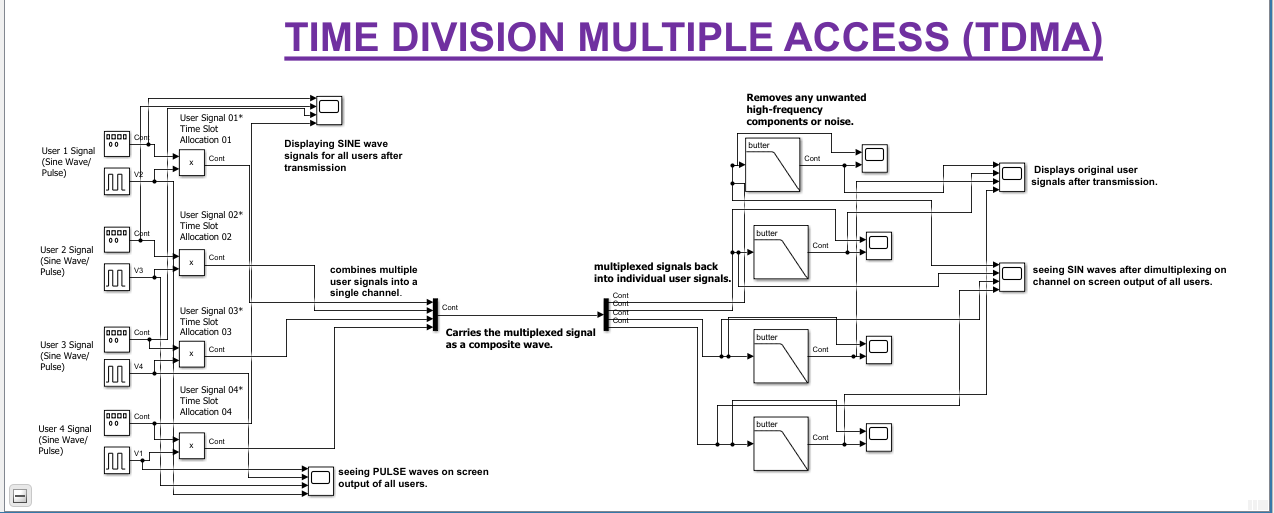 TIME DIVISION MULTIPLE ACCESS (TDMA)
User 1 Signal
(Sine Wave/
Pulse)
Cont
V2
User Signal 01*
Time Slot
Allocation 01
x
Cont
Displaying SINE wave
signals for all users after
transmission
User 2 Signal
(Sine Wave/
Pulse)
Cont
V3
User Signal 02*
Time Slot
Allocation 02
x
Cont
User 3 Signal
(Sine Wave/
Pulse)
Cont
V4
User Signal 03*
Time Slot
Allocation 03
x
Cont
User 4 Signal
(Sine Wave/
Pulse)
Cont
V1
User Signal 04*
Time Slot
Allocation 04
x
Cont
seeing PULSE waves on screen
output of all users.
combines multiple
user signals into a
single channel.
Cont
Carries the multiplexed signal
as a composite wave.
multiplexed signals back
into individual user signals.
Cont
Cont
Cont
Cont
Removes any unwanted
high-frequency
components or noise.
butter
Cont
butter
Cont
butter
Cont
butter
Cont
Displays original user
signals after transmission.
seeing SIN waves after dimultiplexing on
channel on screen output of all users.